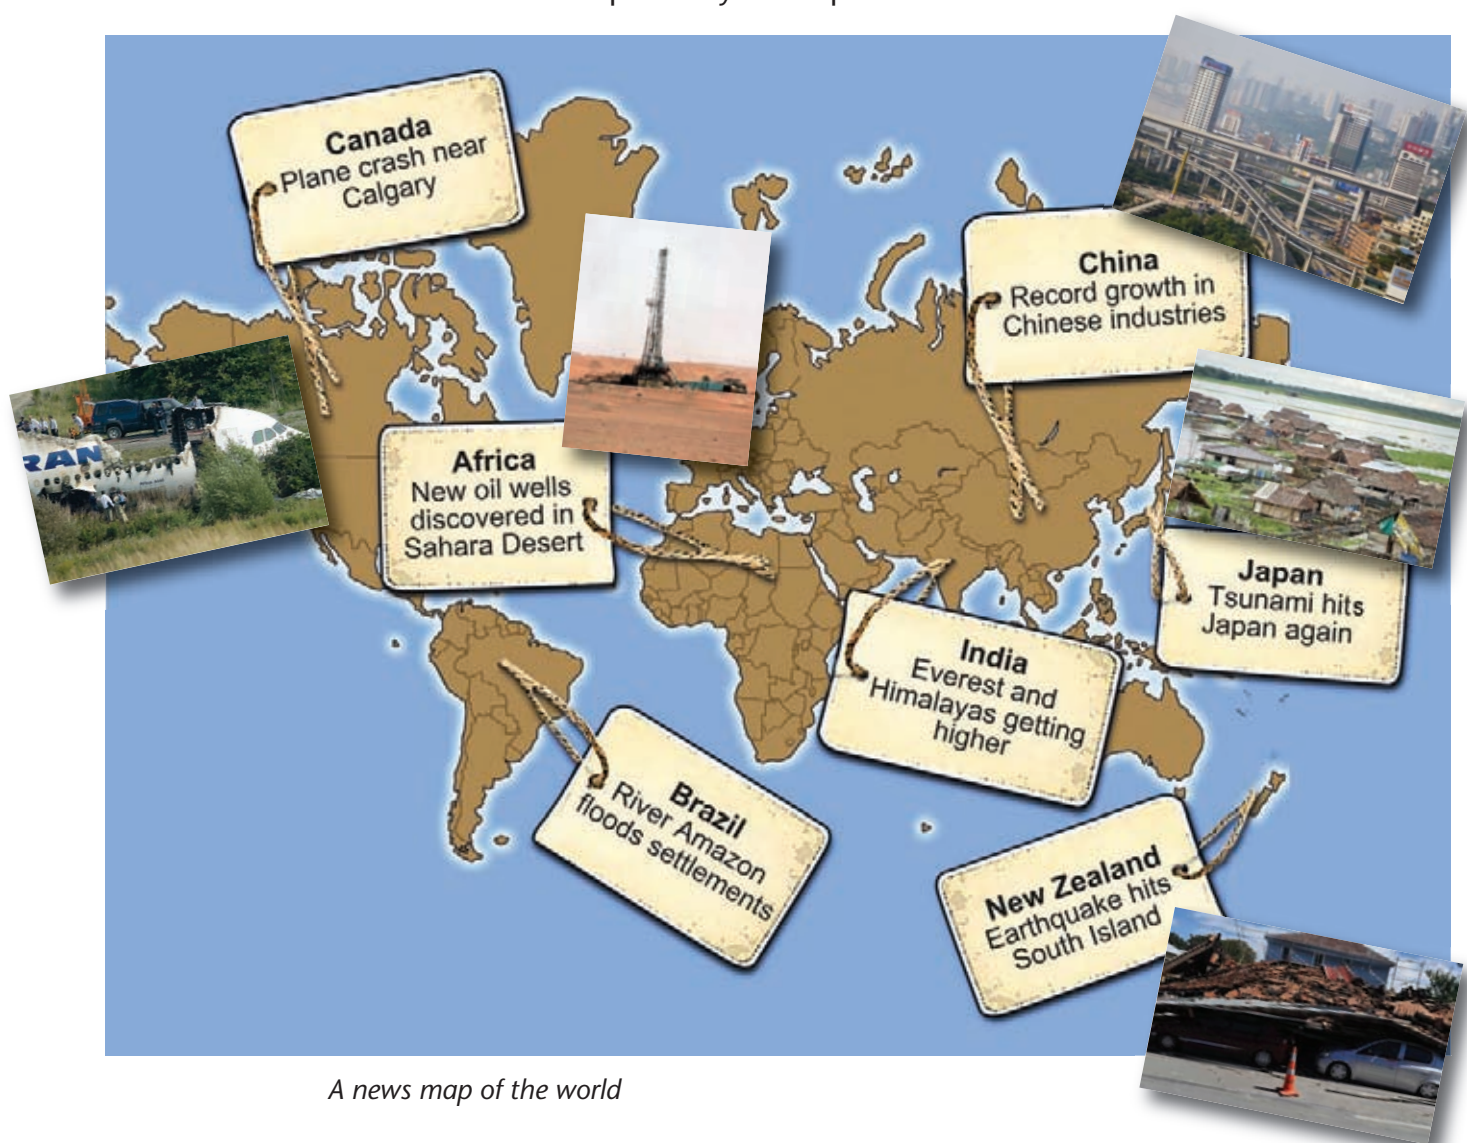 Canada
Plane crash near
Calgary
China
Record growth in
Chinese industries
RAN
Africa
New oil wells
discovered in
Sahara Desert
Japan
Tsunami hits
Japan again
India
Everest and
Himalayas getting
higher
Brazil
River Amazon
floods settlements
New Zealand
Earthquake hits
South Island
A news map of the world